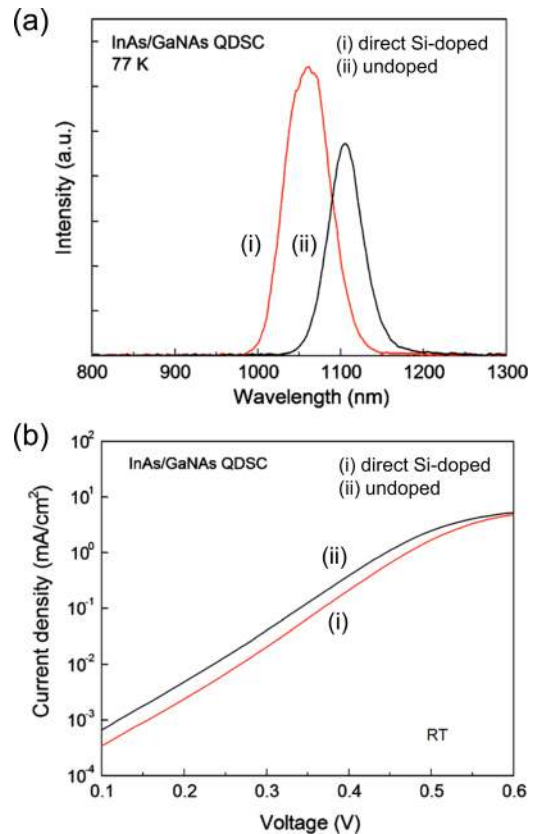 (a)
InAs/GaNAs QDSC
77 K
(i) direct Si-doped
(ii) undoped
Intensity (a.u.)
(i)
(ii)
800 900 1000 1100 1200 1300
Wavelength (nm)
(b)
InAs/GaNAs QDSC
(i) direct Si-doped
(ii) undoped
Current density (mA/cm²)
10²
10¹
10⁰
10⁻¹
10⁻²
10⁻³
10⁻⁴
(ii)
(i)
RT
0.1 0.2 0.3 0.4 0.5 0.6
Voltage (V)